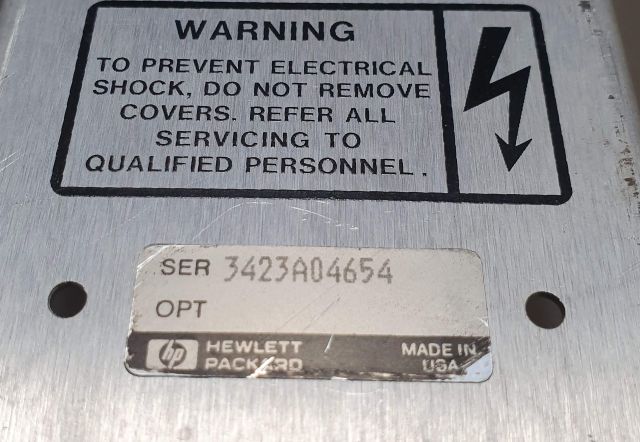 WARNING
TO PREVENT ELECTRICAL
SHOCK, DO NOT REMOVE
COVERS. REFER ALL
SERVICING TO
QUALIFIED PERSONNEL.
SER 3423A04654
OPT
hp HEWLETT
PACKARD
MADE IN
USA